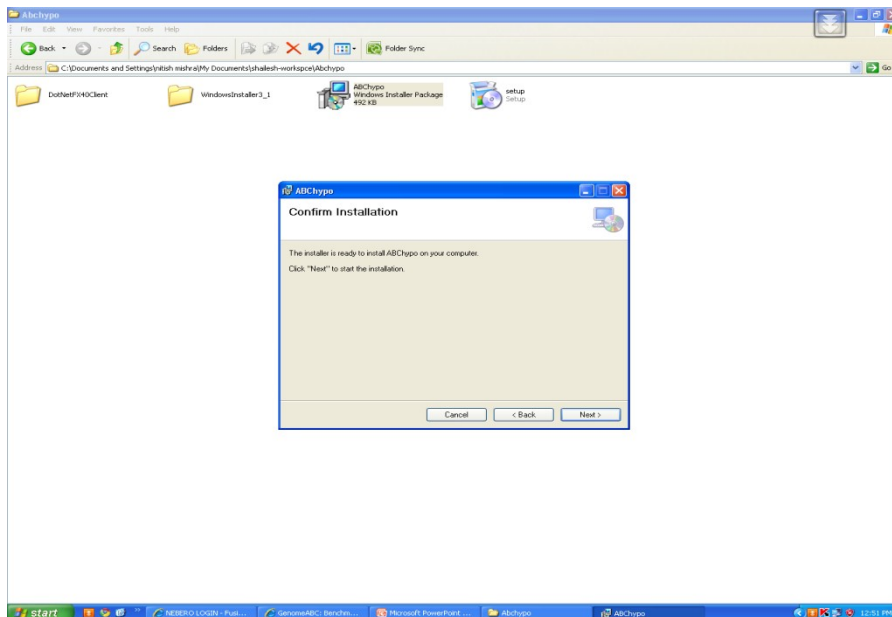 Abchypo
File Edit View Favorites Tools Help
Back Search Folders Folder Sync
Address C:\Documents and Settings\nitish mishra\My Documents\shailesh-workspce\Abchypo Go
DotNetFX40Client
WindowsInstaller3_1
ABChypo
Windows Installer Package
492 KB
setup
Setup
ABChypo
Confirm Installation
The installer is ready to install ABChypo on your computer.
Click "Next" to start the installation.
Cancel < Back Next >
start NEBERO LOGIN - Fusi... GenomeABC: Benchm... Microsoft PowerPoint ... Abchypo ABChypo 12:51 PM